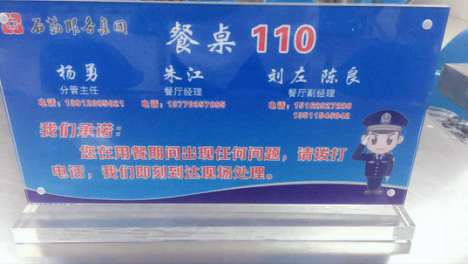 石药服务集团
餐桌 110
杨勇 朱江 刘左 陈良
分管主任 餐厅经理 餐厅副经理
我们承诺：
您在用餐期间出现任何问题，请拨打
电话，我们即刻到达现场处理。